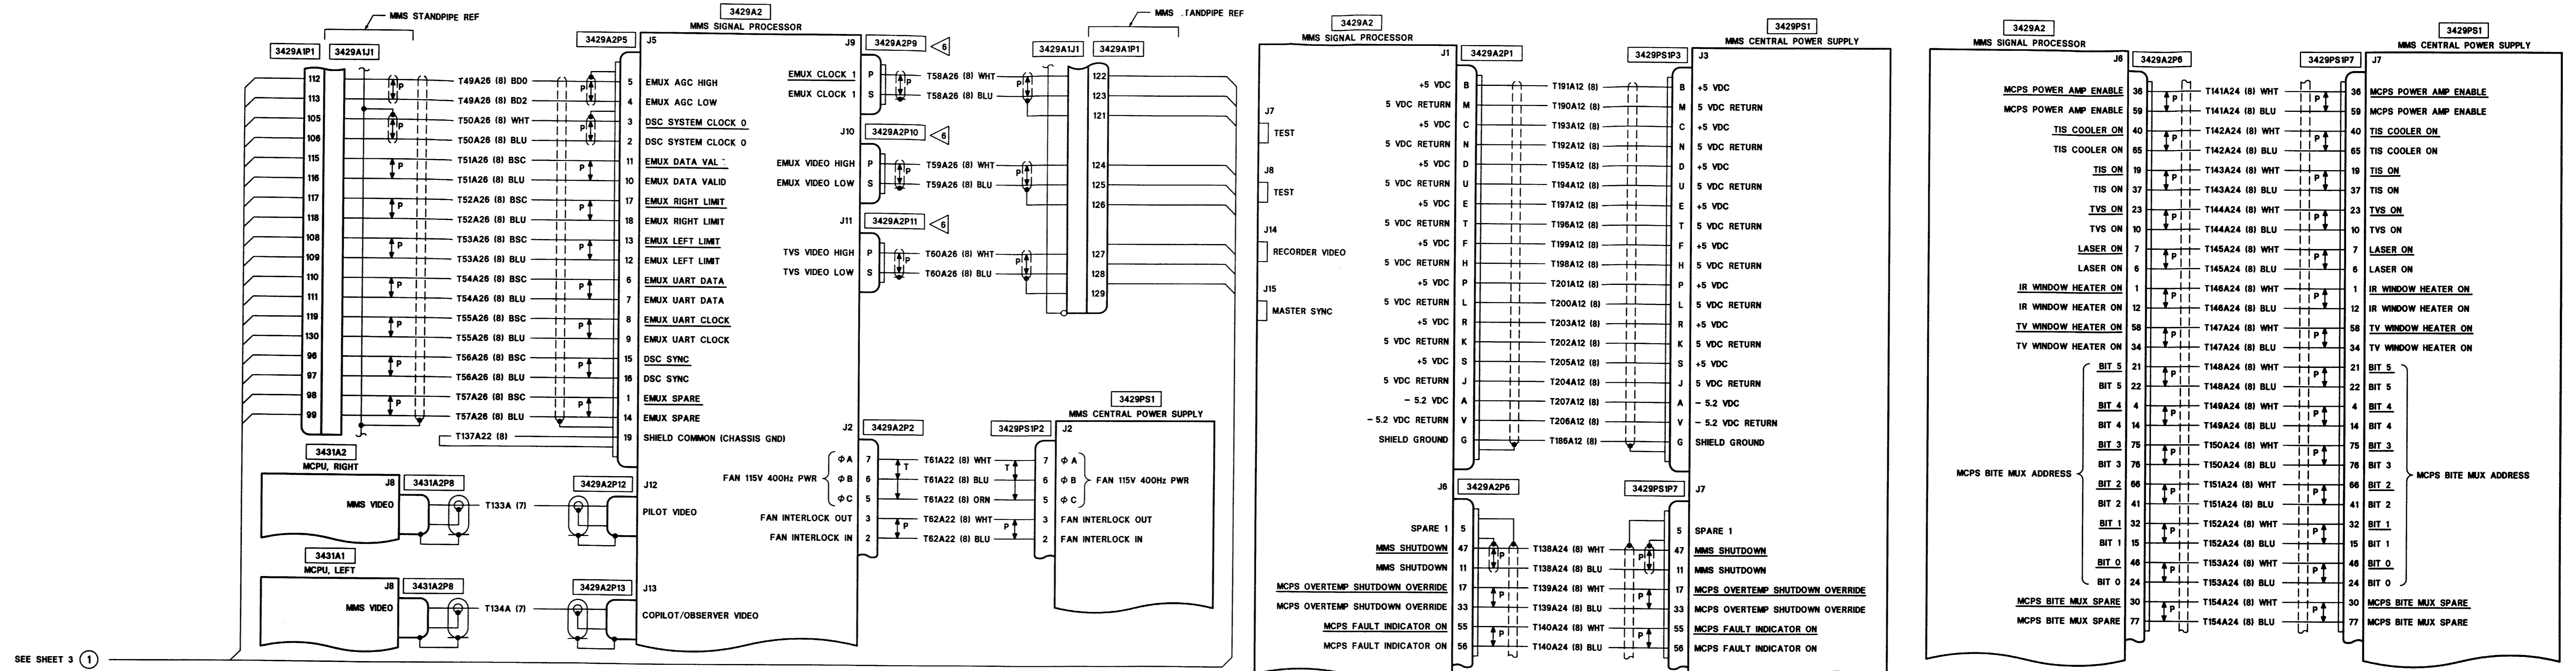 MMS STANDPIPE REF
3429A1P1 3429A1J1
3429A2
MMS SIGNAL PROCESSOR
3429A2P5 J5
112 T49A26 (8) BD0 5 EMUX AGC HIGH
113 T49A26 (8) BD2 4 EMUX AGC LOW
105 T50A26 (8) WHT 3 DSC SYSTEM CLOCK 0
106 T50A26 (8) BLU 2 DSC SYSTEM CLOCK 0
115 T51A26 (8) BSC 11 EMUX DATA VAL
116 T51A26 (8) BLU 10 EMUX DATA VALID
117 T52A26 (8) BSC 17 EMUX RIGHT LIMIT
118 T52A26 (8) BLU 18 EMUX RIGHT LIMIT
108 T53A26 (8) BSC 13 EMUX LEFT LIMIT
109 T53A26 (8) BLU 12 EMUX LEFT LIMIT
110 T54A26 (8) BSC 6 EMUX UART DATA
111 T54A26 (8) BLU 7 EMUX UART DATA
119 T55A26 (8) BSC 8 EMUX UART CLOCK
130 T55A26 (8) BLU 9 EMUX UART CLOCK
96 T56A26 (8) BSC 15 DSC SYNC
97 T56A26 (8) BLU 16 DSC SYNC
98 T57A26 (8) BSC 1 EMUX SPARE
99 T57A26 (8) BLU 14 EMUX SPARE
T137A22 (8) 19 SHIELD COMMON (CHASSIS GND)
P P
P P
P P
P P
P P
P P
P P
P P
P P
3431A2
MCPU, RIGHT
J8 3431A2P8 3429A2P12 J12
MMS VIDEO T133A (7) PILOT VIDEO
3431A1
MCPU, LEFT
J8 3431A2P8 3429A2P13 J13
MMS VIDEO T134A (7) COPILOT/OBSERVER VIDEO
SEE SHEET 3 1
MMS .TANDPIPE REF
J9 3429A2P9 6 3429A1J1 3429A1P1
EMUX CLOCK 1 P T58A26 (8) WHT 122
EMUX CLOCK 1 S T58A26 (8) BLU 123
P P
121
J10 3429A2P10 6
EMUX VIDEO HIGH P T59A26 (8) WHT 124
EMUX VIDEO LOW S T59A26 (8) BLU 125
P P
126
J11 3429A2P11 6
TVS VIDEO HIGH P T60A26 (8) WHT 127
TVS VIDEO LOW S T60A26 (8) BLU 128
P P
129
3429PS1
MMS CENTRAL POWER SUPPLY
J2 3429A2P2 3429PS1P2 J2
ΦA 7 T61A22 (8) WHT 7 ΦA
T T
FAN 115V 400Hz PWR ΦB 6 T61A22 (8) BLU 6 ΦB FAN 115V 400Hz PWR
ΦC 5 T61A22 (8) ORN 5 ΦC
FAN INTERLOCK OUT 3 T62A22 (8) WHT 3 FAN INTERLOCK OUT
P P
FAN INTERLOCK IN 2 T62A22 (8) BLU 2 FAN INTERLOCK IN
3429A2
MMS SIGNAL PROCESSOR
3429PS1
MMS CENTRAL POWER SUPPLY
J7
TEST
J8
TEST
J14
RECORDER VIDEO
J15
MASTER SYNC
J1 3429A2P1 3429PS1P3 J3
+5 VDC B T191A12 (8) B +5 VDC
5 VDC RETURN M T190A12 (8) M 5 VDC RETURN
+5 VDC C T193A12 (8) C +5 VDC
5 VDC RETURN N T192A12 (8) N 5 VDC RETURN
+5 VDC D T195A12 (8) D +5 VDC
5 VDC RETURN U T194A12 (8) U 5 VDC RETURN
+5 VDC E T197A12 (8) E +5 VDC
5 VDC RETURN T T196A12 (8) T 5 VDC RETURN
+5 VDC F T199A12 (8) F +5 VDC
5 VDC RETURN H T198A12 (8) H 5 VDC RETURN
+5 VDC P T201A12 (8) P +5 VDC
5 VDC RETURN L T200A12 (8) L 5 VDC RETURN
+5 VDC R T203A12 (8) R +5 VDC
5 VDC RETURN K T202A12 (8) K 5 VDC RETURN
+5 VDC S T205A12 (8) S +5 VDC
5 VDC RETURN J T204A12 (8) J 5 VDC RETURN
- 5.2 VDC A T207A12 (8) A - 5.2 VDC
- 5.2 VDC RETURN V T206A12 (8) V - 5.2 VDC RETURN
SHIELD GROUND G T186A12 (8) G SHIELD GROUND
J6 3429A2P6 3429PS1P7 J7
SPARE 1 5 5 SPARE 1
MMS SHUTDOWN 47 T138A24 (8) WHT 47 MMS SHUTDOWN
P P
MMS SHUTDOWN 11 T138A24 (8) BLU 11 MMS SHUTDOWN
MCPS OVERTEMP SHUTDOWN OVERRIDE 17 T139A24 (8) WHT 17 MCPS OVERTEMP SHUTDOWN OVERRIDE
P P
MCPS OVERTEMP SHUTDOWN OVERRIDE 33 T139A24 (8) BLU 33 MCPS OVERTEMP SHUTDOWN OVERRIDE
MCPS FAULT INDICATOR ON 55 T140A24 (8) WHT 55 MCPS FAULT INDICATOR ON
P P
MCPS FAULT INDICATOR ON 56 T140A24 (8) BLU 56 MCPS FAULT INDICATOR ON
3429A2
MMS SIGNAL PROCESSOR
3429PS1
MMS CENTRAL POWER SUPPLY
J6 3429A2P6 3429PS1P7 J7
MCPS POWER AMP ENABLE 36 T141A24 (8) WHT 36 MCPS POWER AMP ENABLE
P P
MCPS POWER AMP ENABLE 59 T141A24 (8) BLU 59 MCPS POWER AMP ENABLE
TIS COOLER ON 40 T142A24 (8) WHT 40 TIS COOLER ON
P P
TIS COOLER ON 65 T142A24 (8) BLU 65 TIS COOLER ON
TIS ON 19 T143A24 (8) WHT 19 TIS ON
P P
TIS ON 37 T143A24 (8) BLU 37 TIS ON
TVS ON 23 T144A24 (8) WHT 23 TVS ON
P P
TVS ON 10 T144A24 (8) BLU 10 TVS ON
LASER ON 7 T145A24 (8) WHT 7 LASER ON
P P
LASER ON 6 T145A24 (8) BLU 6 LASER ON
IR WINDOW HEATER ON 1 T146A24 (8) WHT 1 IR WINDOW HEATER ON
P P
IR WINDOW HEATER ON 12 T146A24 (8) BLU 12 IR WINDOW HEATER ON
TV WINDOW HEATER ON 58 T147A24 (8) WHT 58 TV WINDOW HEATER ON
P P
TV WINDOW HEATER ON 34 T147A24 (8) BLU 34 TV WINDOW HEATER ON
BIT 5 21 T148A24 (8) WHT 21 BIT 5
P P
BIT 5 22 T148A24 (8) BLU 22 BIT 5
BIT 4 4 T149A24 (8) WHT 4 BIT 4
P P
BIT 4 14 T149A24 (8) BLU 14 BIT 4
BIT 3 75 T150A24 (8) WHT 75 BIT 3
P P
BIT 3 76 T150A24 (8) BLU 76 BIT 3
MCPS BITE MUX ADDRESS MCPS BITE MUX ADDRESS
BIT 2 66 T151A24 (8) WHT 66 BIT 2
P P
BIT 2 41 T151A24 (8) BLU 41 BIT 2
BIT 1 32 T152A24 (8) WHT 32 BIT 1
P P
BIT 1 15 T152A24 (8) BLU 15 BIT 1
BIT 0 46 T153A24 (8) WHT 46 BIT 0
P P
BIT 0 24 T153A24 (8) BLU 24 BIT 0
MCPS BITE MUX SPARE 30 T154A24 (8) WHT 30 MCPS BITE MUX SPARE
P P
MCPS BITE MUX SPARE 77 T154A24 (8) BLU 77 MCPS BITE MUX SPARE